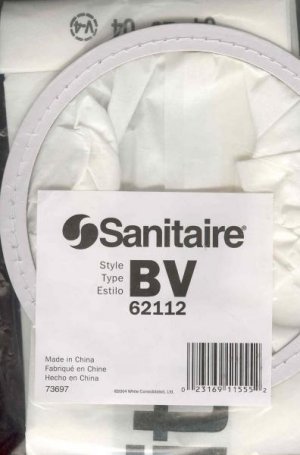 V-4
Sanitaire®
Style
Type
Estilo
BV
62112
Made in China
Fabriqué en Chine
Hecho en China
73697
©2004 White Consolidated, Ltd.
0 23169 11555 2